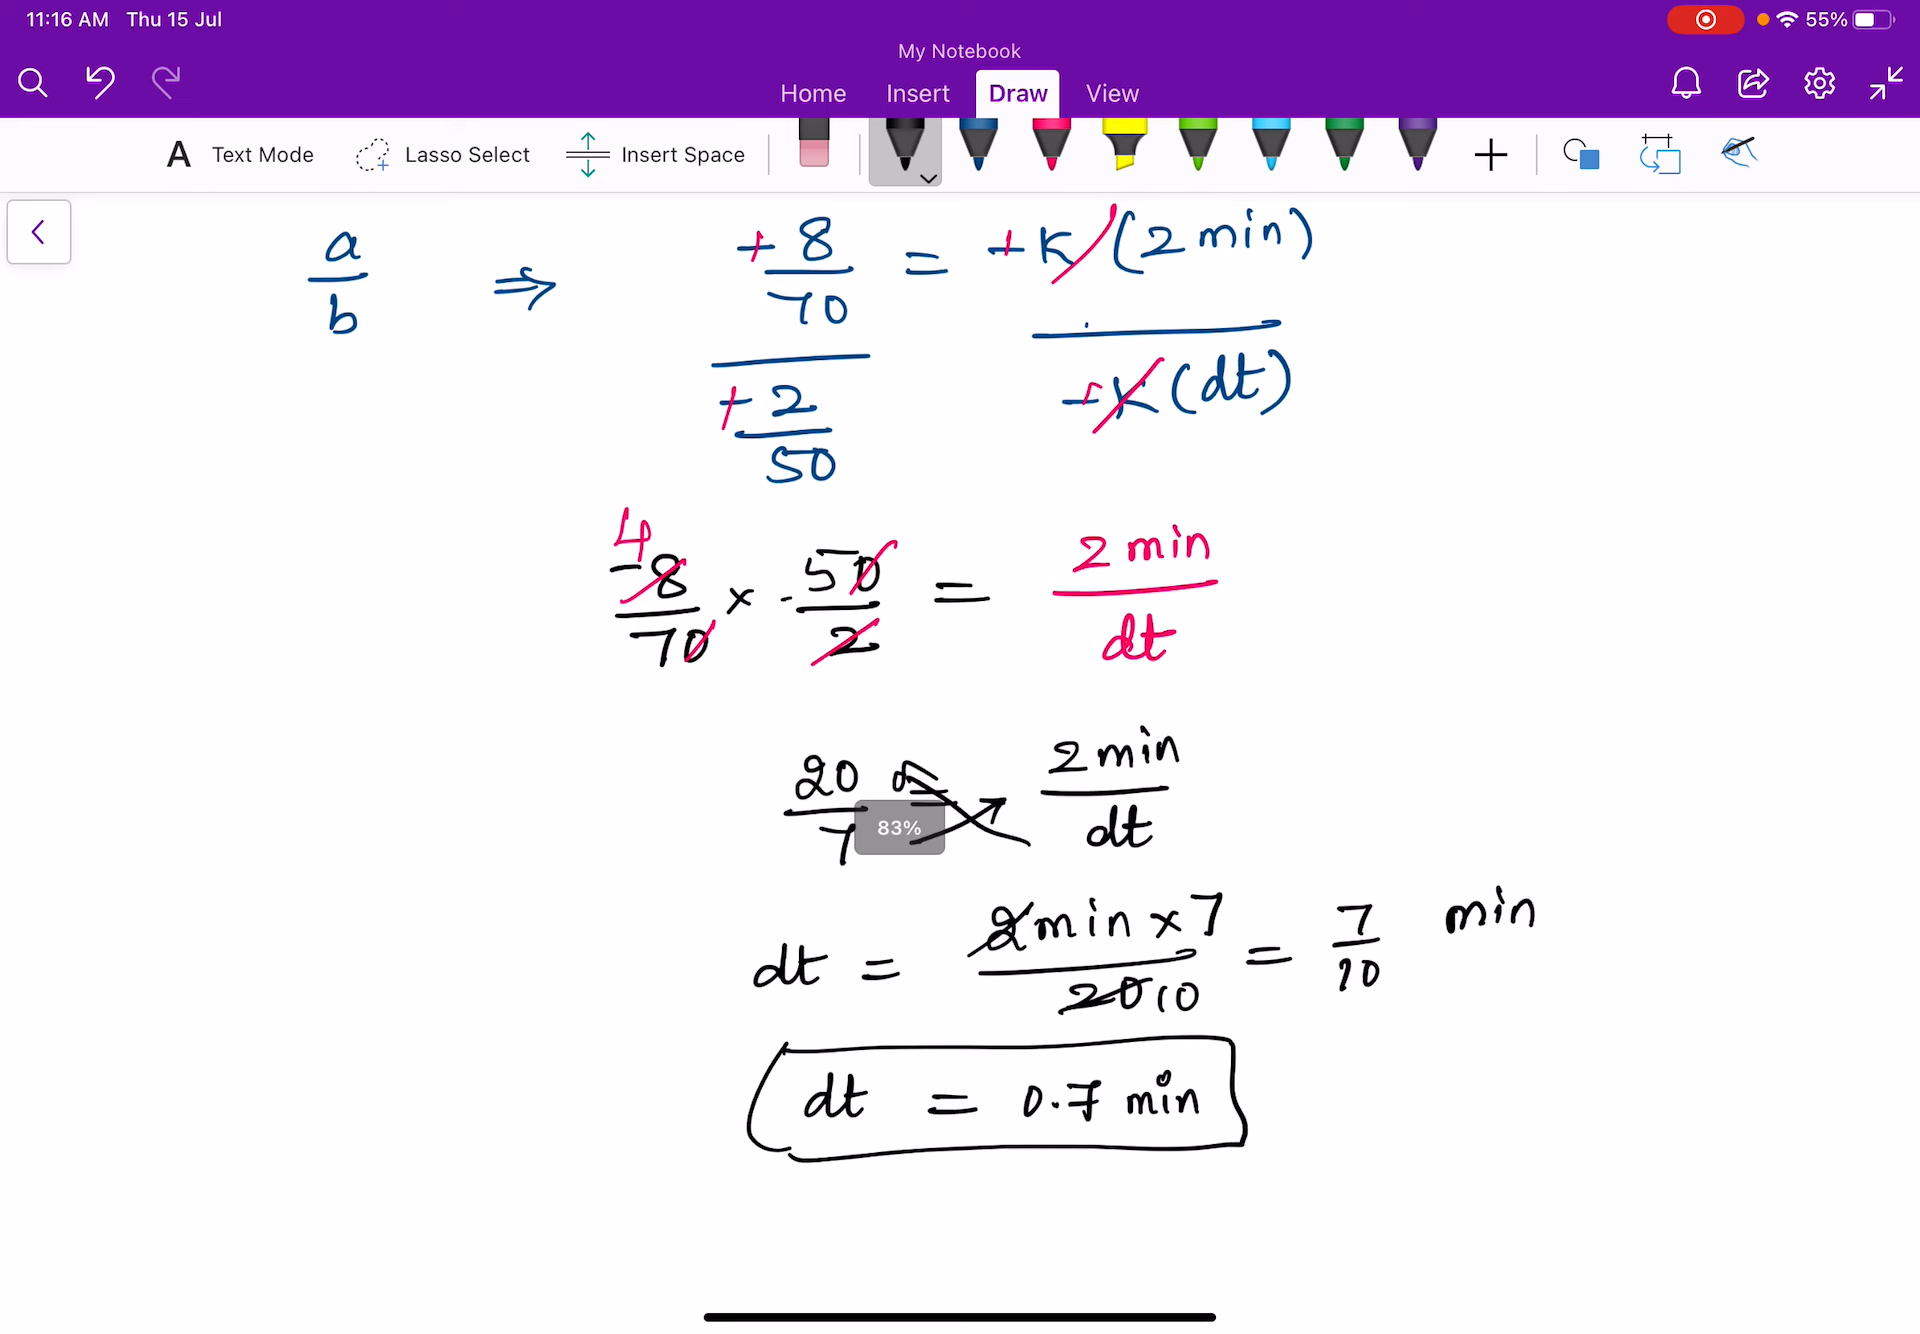 11:16 AM Thu 15 Jul
55%
My Notebook
Home Insert Draw View
A Text Mode Lasso Select Insert Space
a/b ⇒ (+8/70)/(+2/50) = +K(2 min)/+K(dt)
4
-8/70 × -50/2 = 2 min/dt
20/7 = 2 min/dt
83%
dt = 2 min × 7/20 10 = 7/10 min
dt = 0.7 min